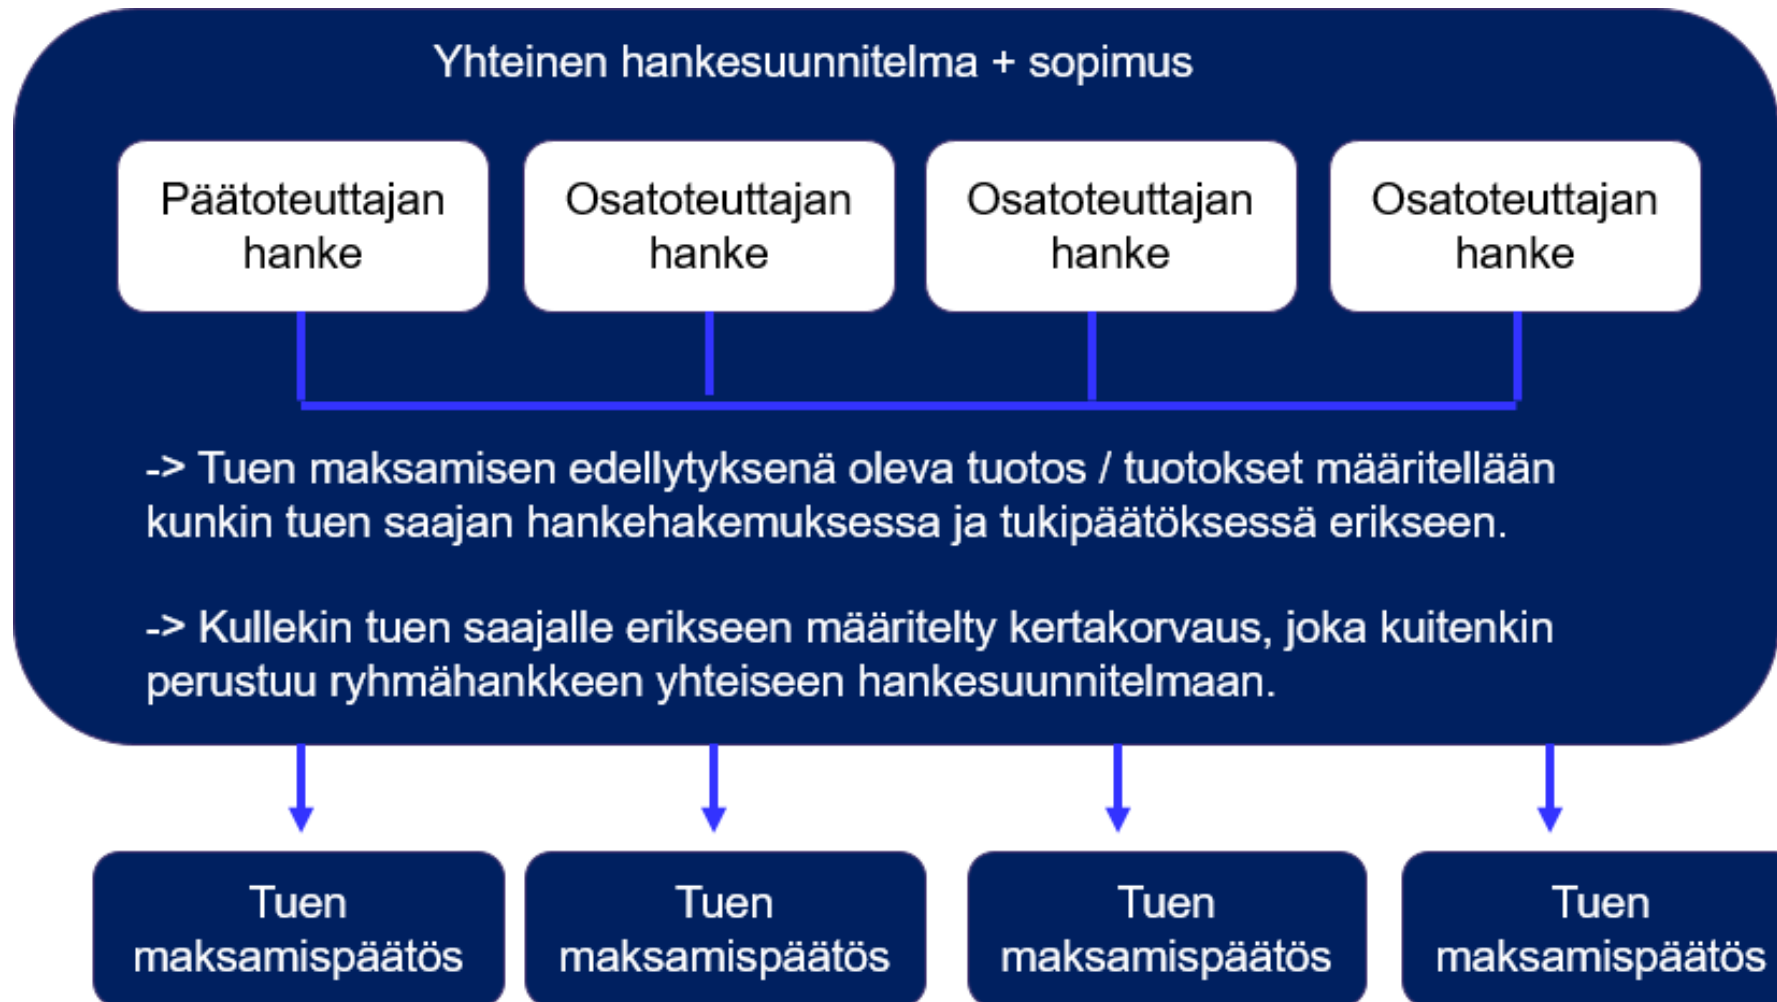 Yhteinen hankesuunnitelma + sopimus
Päätoteuttajan
hanke
Osatoteuttajan
hanke
Osatoteuttajan
hanke
Osatoteuttajan
hanke
-> Tuen maksamisen edellytyksenä oleva tuotos / tuotokset määritellään
kunkin tuen saajan hankehakemuksessa ja tukipäätöksessä erikseen.
-> Kullekin tuen saajalle erikseen määritelty kertakorvaus, joka kuitenkin
perustuu ryhmähankkeen yhteiseen hankesuunnitelmaan.
Tuen
maksamispäätös
Tuen
maksamispäätös
Tuen
maksamispäätös
Tuen
maksamispäätös